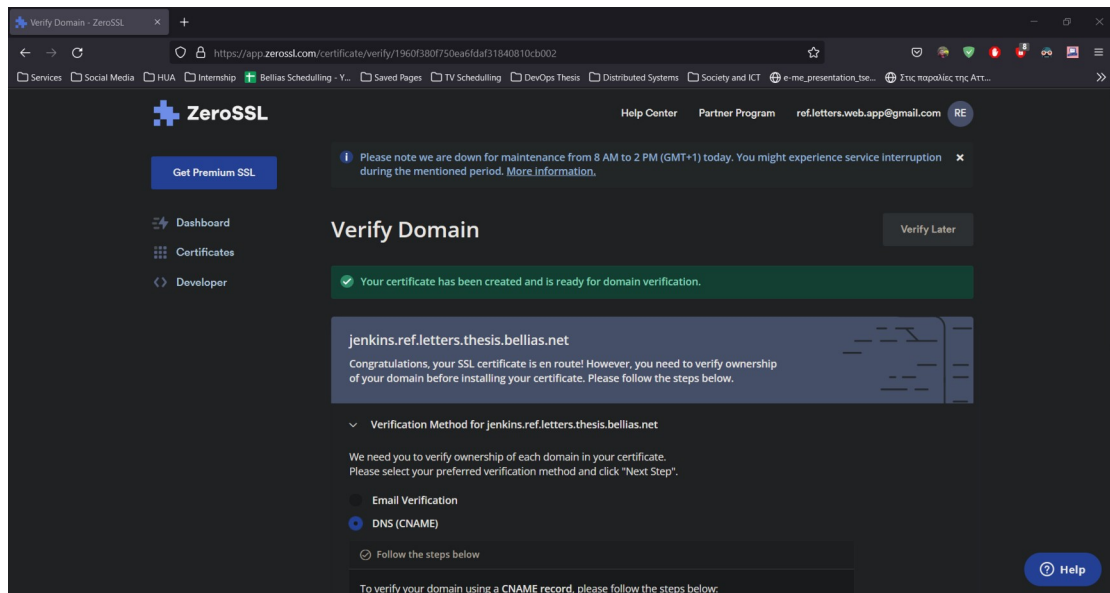 Verify Domain - ZeroSSL
https://app.zerossl.com/certificate/verify/1960f380f750ea6fdaf31840810cb002
8
Services Social Media HUA Internship Bellias Schedulling - Y... Saved Pages TV Schedulling DevOps Thesis Distributed Systems Society and ICT e-me_presentation_tse... Στις παραλίες της Αττ...
ZeroSSL
Help Center Partner Program ref.letters.web.app@gmail.com RE
Get Premium SSL
Please note we are down for maintenance from 8 AM to 2 PM (GMT+1) today. You might experience service interruption
during the mentioned period. More information.
Dashboard
Certificates
Developer
Verify Domain
Verify Later
Your certificate has been created and is ready for domain verification.
jenkins.ref.letters.thesis.bellias.net
Congratulations, your SSL certificate is en route! However, you need to verify ownership
of your domain before installing your certificate. Please follow the steps below.
Verification Method for jenkins.ref.letters.thesis.bellias.net
We need you to verify ownership of each domain in your certificate.
Please select your preferred verification method and click "Next Step".
Email Verification
DNS (CNAME)
Follow the steps below
To verify your domain using a CNAME record, please follow the steps below:
Help